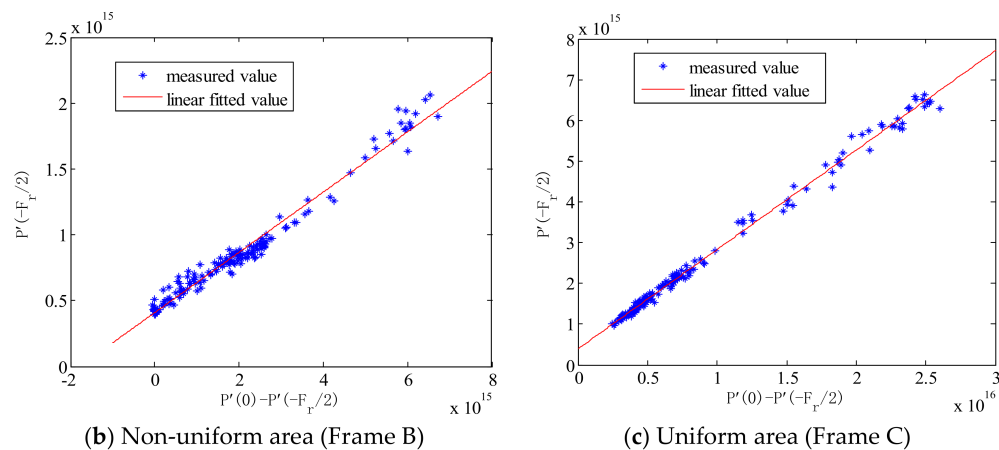 x 10^15
2.5
2
1.5
1
0.5
0
P'(-F_r/2)
measured value
linear fitted value
-2 0 2 4 6 8
P'(0)-P'(-F_r/2)
x 10^15
(b) Non-uniform area (Frame B)
x 10^15
8
7
6
5
4
3
2
1
0
P'(-F_r/2)
measured value
linear fitted value
0 0.5 1 1.5 2 2.5 3
P'(0)-P'(-F_r/2)
x 10^16
(c) Uniform area (Frame C)